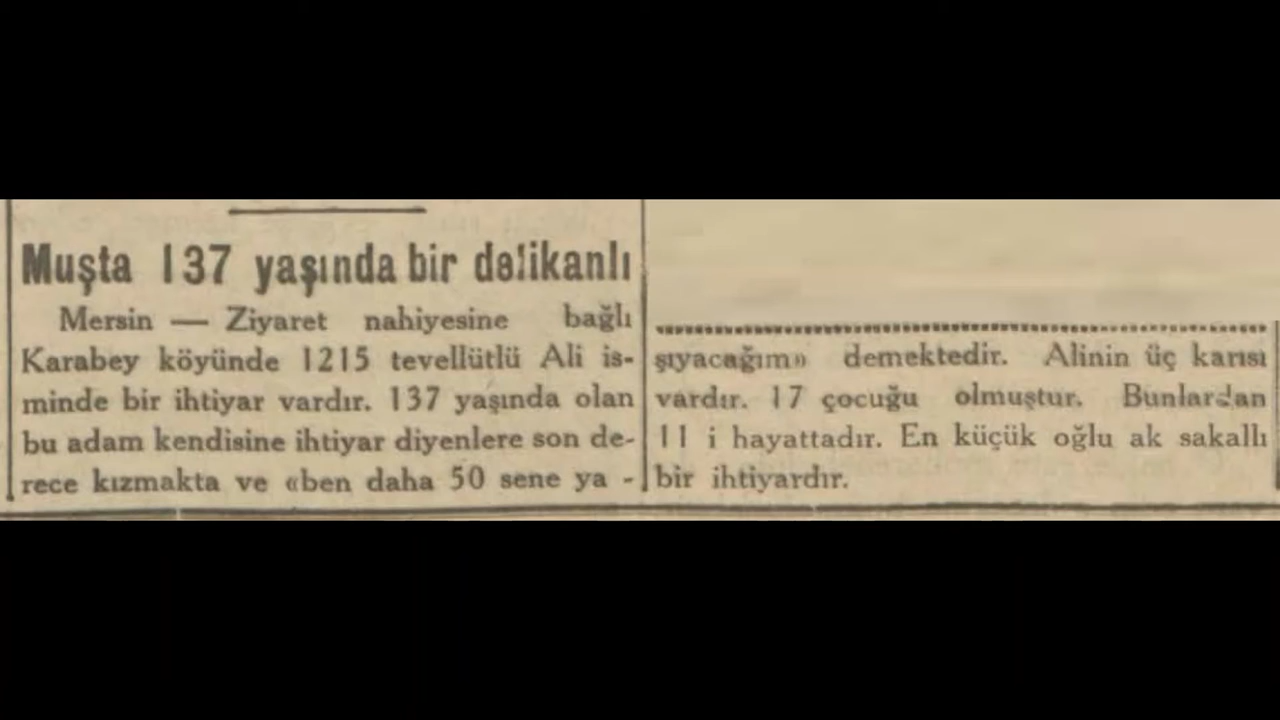 Muşta 137 yaşında bir delikanlı
Mersin — Ziyaret nahiyesine bağlı
Karabey köyünde 1215 tevellütlü Ali is-
minde bir ihtiyar vardır. 137 yaşında olan
bu adam kendisine ihtiyar diyenlere son de-
rece kızmakta ve «ben daha 50 sene ya -
şıyacağım» demektedir. Alinin üç karısı
vardır. 17 çocuğu olmuştur. Bunlardan
11 i hayattadır. En küçük oğlu ak sakallı
bir ihtiyardır.